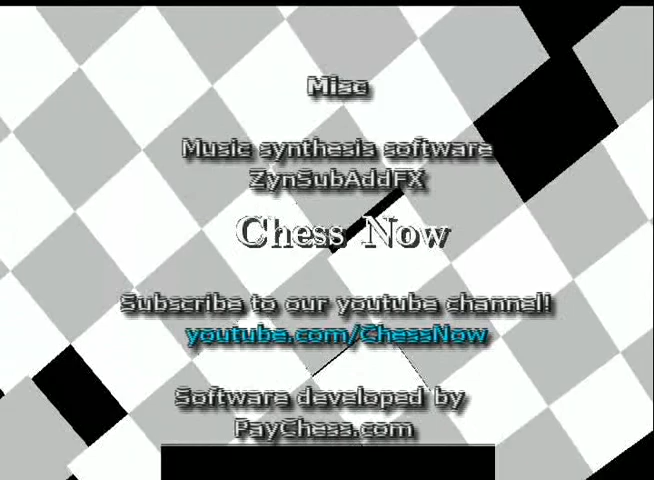 Misc
Music synthesis software
ZynSubAddFX
Chess Now
Subscribe to our youtube channel!
youtube.com/ChessNow
Software developed by
PayChess.com